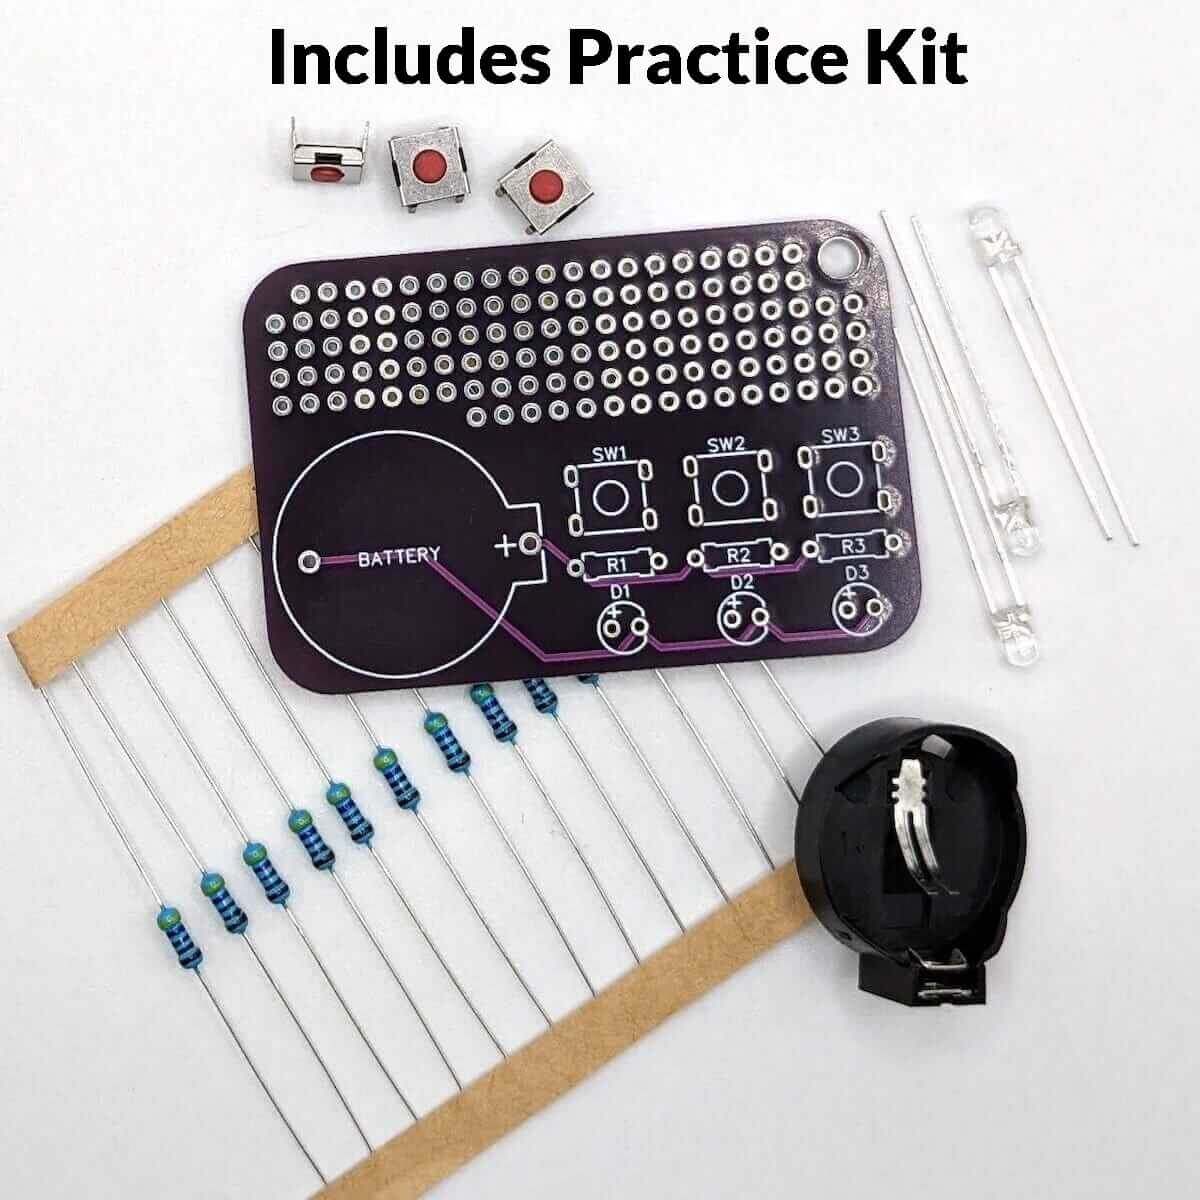 Includes Practice Kit
SW1
SW2
SW3
BATTERY
+
R1
R2
R3
D1
D2
D3
+
+
+